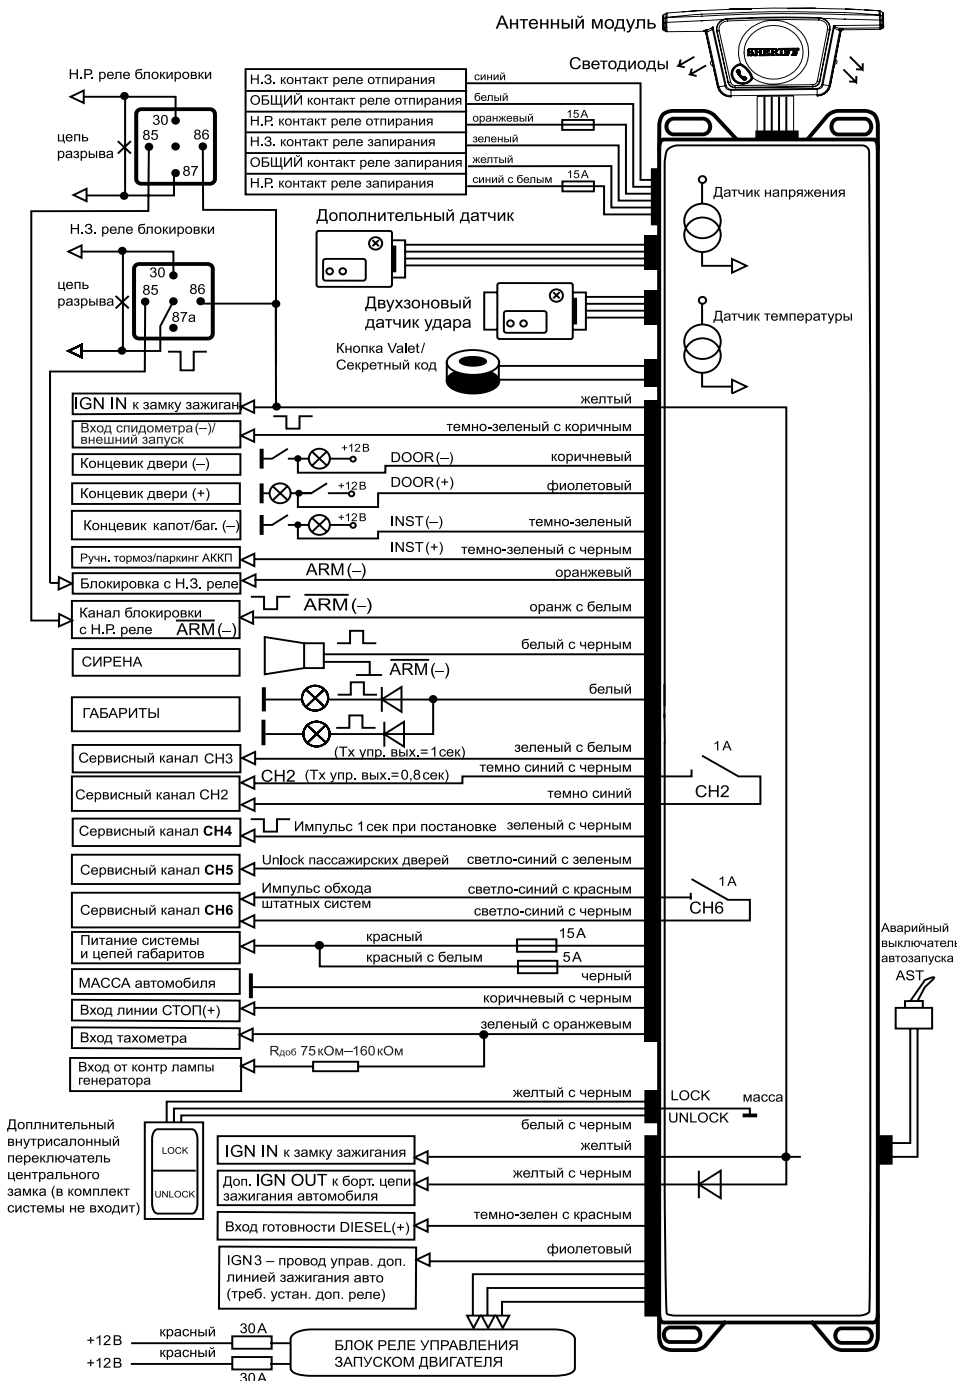 Антенный модуль
SHERIFF
Светодиоды
Н.Р. реле блокировки
30
85
86
87
цепь
разрыва
Н.З. контакт реле отпирания
синий
ОБЩИЙ контакт реле отпирания
белый
Н.Р. контакт реле отпирания
оранжевый
15А
Н.З. контакт реле запирания
зеленый
ОБЩИЙ контакт реле запирания
желтый
Н.Р. контакт реле запирания
синий с белым
15А
Датчик напряжения
Н.З. реле блокировки
30
85
86
87а
цепь
разрыва
Дополнительный датчик
Двухзоновый
датчик удара
Датчик температуры
Кнопка Valet/
Секретный код
IGN IN к замку зажиган
желтый
Вход спидометра(–)/
внешний запуск
темно-зеленый с коричным
Концевик двери (–)
+12В
DOOR(–)
коричневый
Концевик двери (+)
+12В
DOOR(+)
фиолетовый
Концевик капот/баг. (–)
+12В
INST(–)
темно-зеленый
Ручн. тормоз/паркинг АККП
INST(+)
темно-зеленый с черным
Блокировка с Н.З. реле
ARM(–)
оранжевый
Канал блокировки
с Н.Р. реле ARM(–)
ARM(–)
оранж с белым
СИРЕНА
белый с черным
ARM(–)
ГАБАРИТЫ
белый
Сервисный канал СН3
(Тх упр. вых.=1сек)
зеленый с белым
Сервисный канал СН2
СН2 (Тх упр. вых.=0,8сек)
темно синий с черным
темно синий
1А
СН2
Сервисный канал СН4
Импульс 1сек при постановке
зеленый с черным
Сервисный канал СН5
Unlock пассажирских дверей
светло-синий с зеленым
Сервисный канал СН6
Импульс обхода
штатных систем
светло-синий с красным
светло-синий с черным
1А
СН6
Питание системы
и цепей габаритов
красный
15А
красный с белым
5А
МАССА автомобиля
черный
Вход линии СТОП(+)
коричневый с черным
Вход тахометра
зеленый с оранжевым
Вход от контр лампы
генератора
Rдоб 75кОм–160кОм
Аварийный
выключатель
автозапуска
AST
желтый с черным
LOCK
масса
UNLOCK
белый с черным
Доплнительный
внутрисалонный
переключатель
центрального
замка (в комплект
системы не входит)
LOCK
UNLOCK
IGN IN к замку зажигания
желтый
Доп. IGN OUT к борт. цепи
зажигания автомобиля
желтый с черным
Вход готовности DIESEL(+)
темно-зелен с красным
IGN3 – провод управ. доп.
линией зажигания авто
(треб. устан. доп. реле)
фиолетовый
+12В
красный
30А
+12В
красный
30А
БЛОК РЕЛЕ УПРАВЛЕНИЯ
ЗАПУСКОМ ДВИГАТЕЛЯ